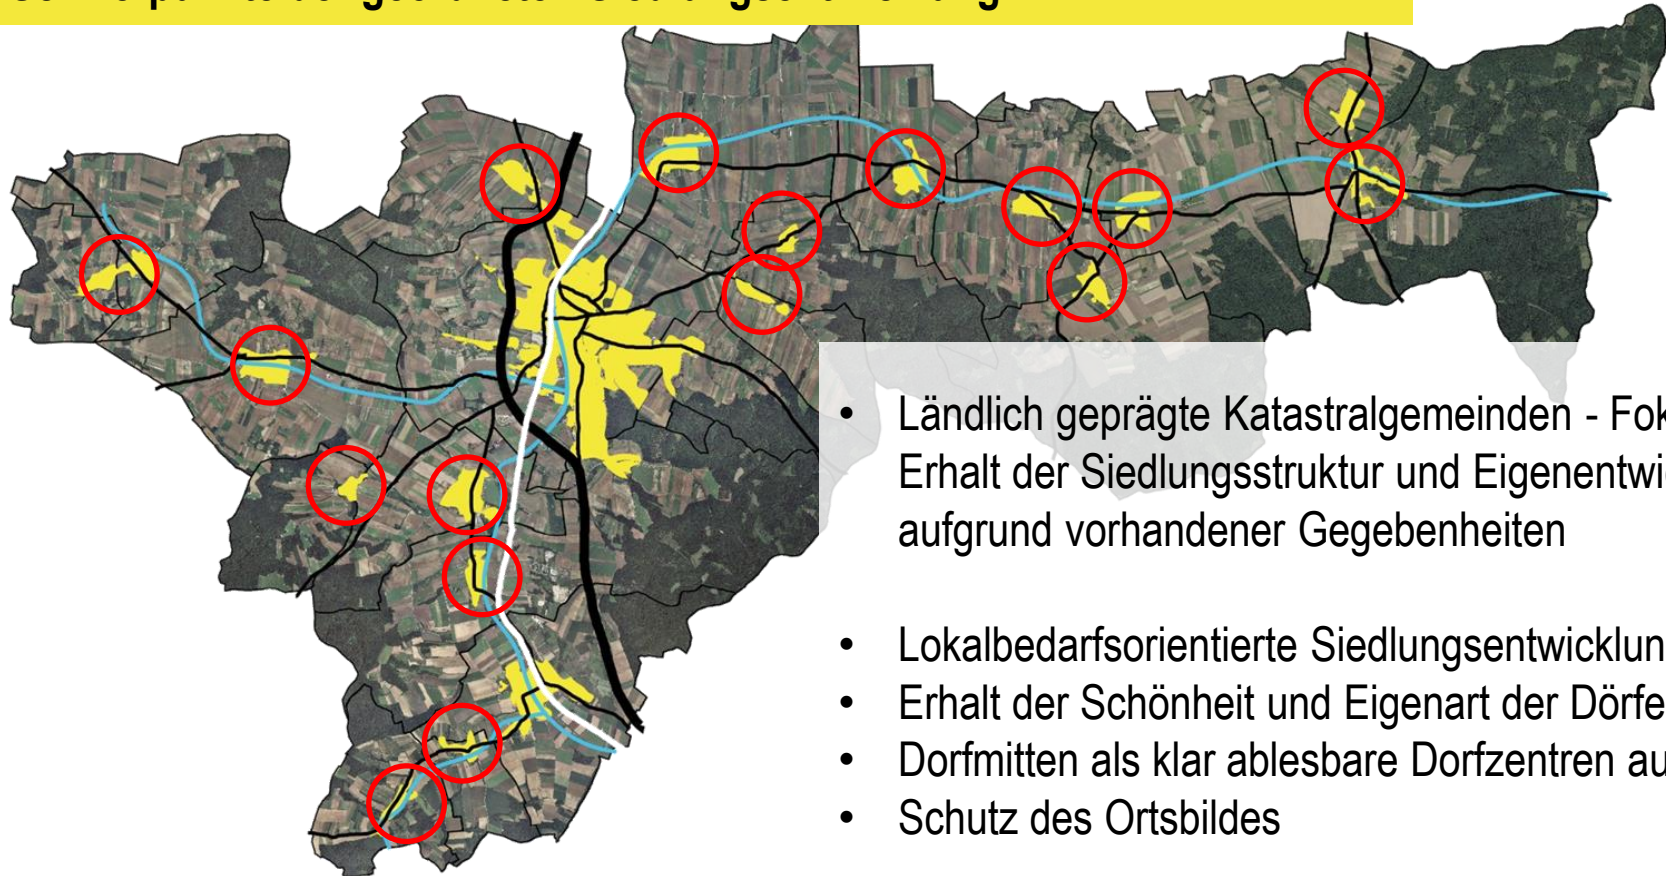 • Ländlich geprägte Katastralgemeinden - Fok
Erhalt der Siedlungsstruktur und Eigenentwi
aufgrund vorhandener Gegebenheiten
• Lokalbedarfsorientierte Siedlungsentwicklun
• Erhalt der Schönheit und Eigenart der Dörfe
• Dorfmitten als klar ablesbare Dorfzentren au
• Schutz des Ortsbildes